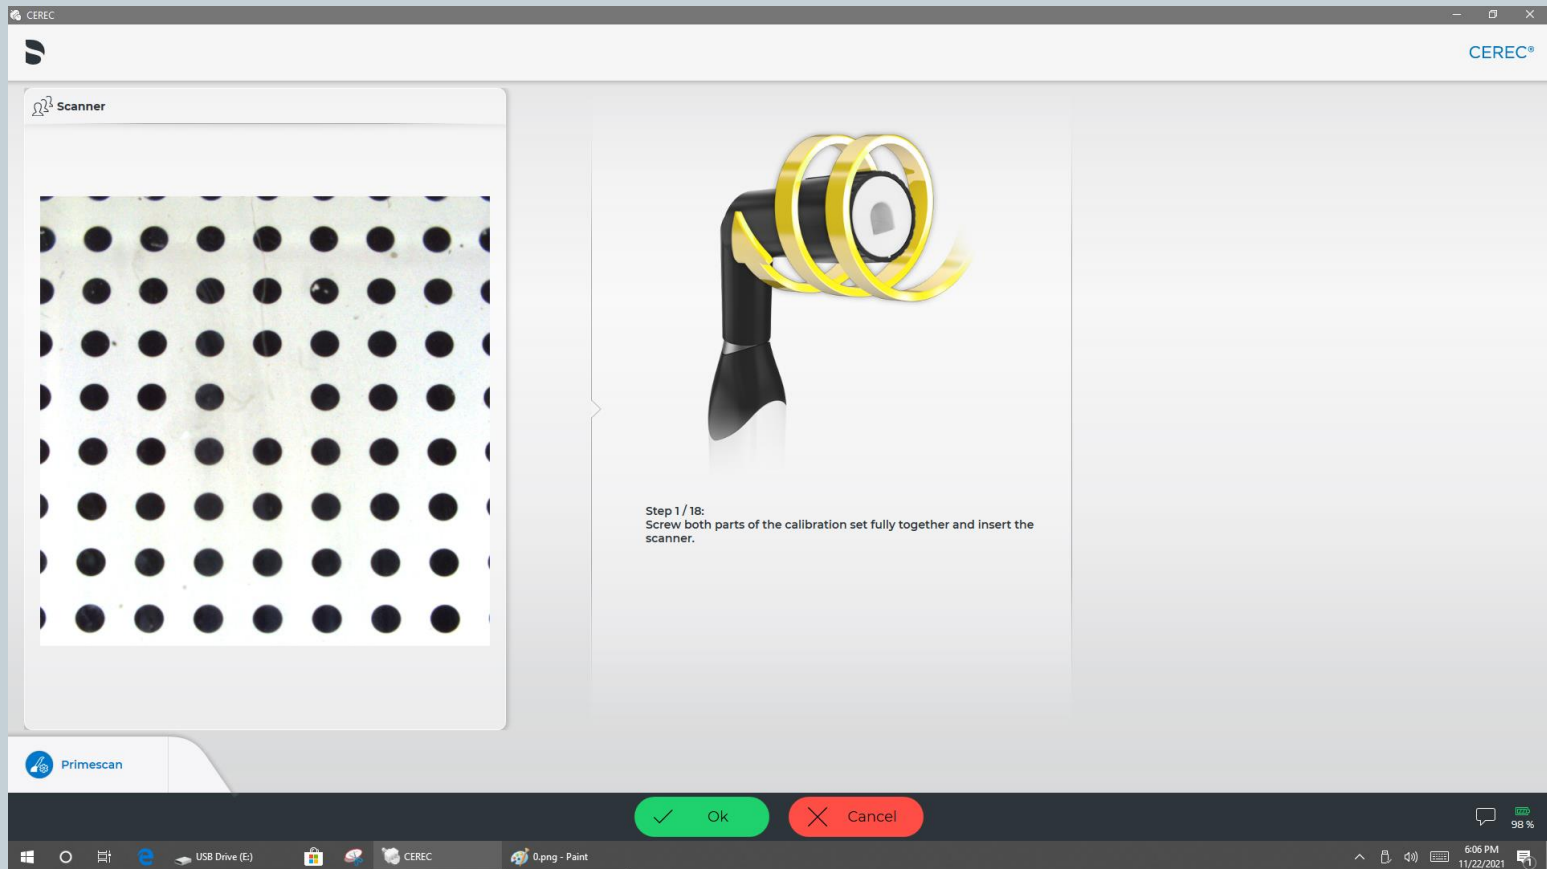 CEREC
CEREC®
Scanner
Step 1 / 18:
Screw both parts of the calibration set fully together and insert the
scanner.
Primescan
Ok
Cancel
98 %
USB Drive (E:)
CEREC
0.png - Paint
6:06 PM
11/22/2021